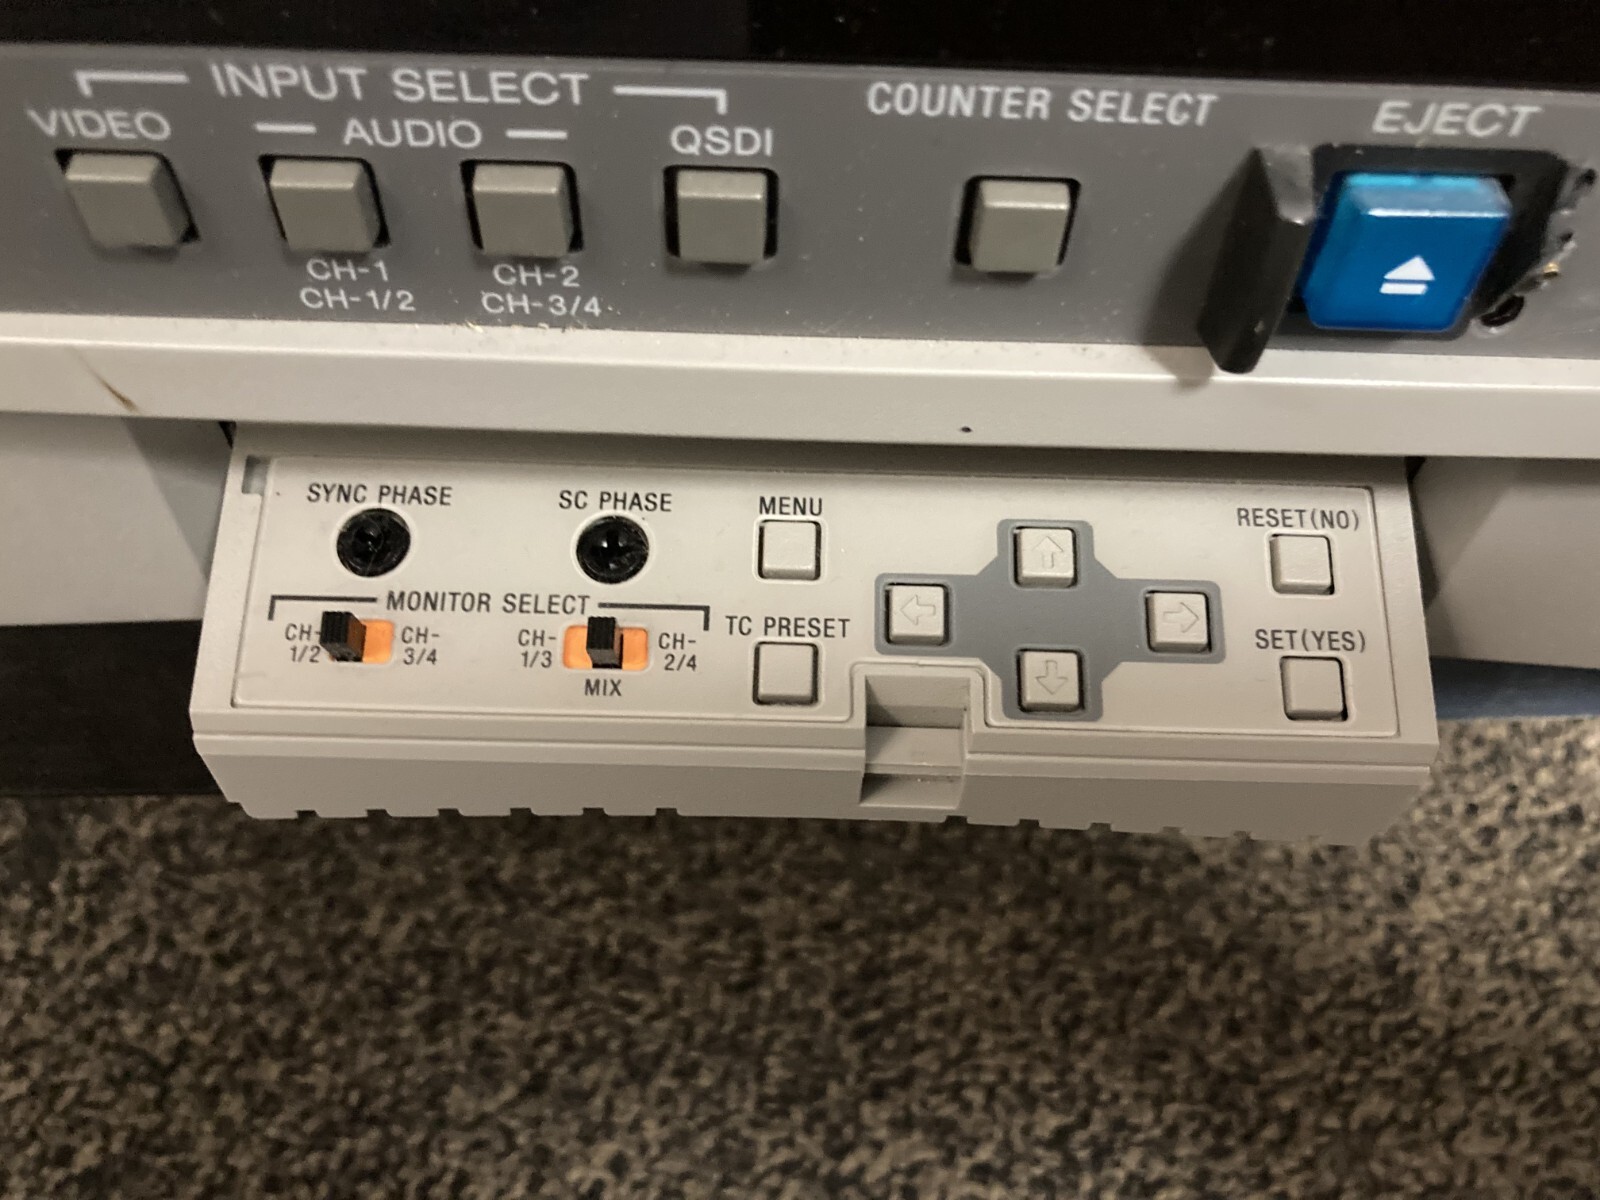 INPUT SELECT
VIDEO
AUDIO
QSDI
COUNTER SELECT
EJECT
CH-1
CH-1/2
CH-2
CH-3/4
SYNC PHASE
SC PHASE
MENU
RESET(NO)
MONITOR SELECT
CH-
1/2
CH-
3/4
CH-
1/3
CH-
2/4
MIX
TC PRESET
SET(YES)